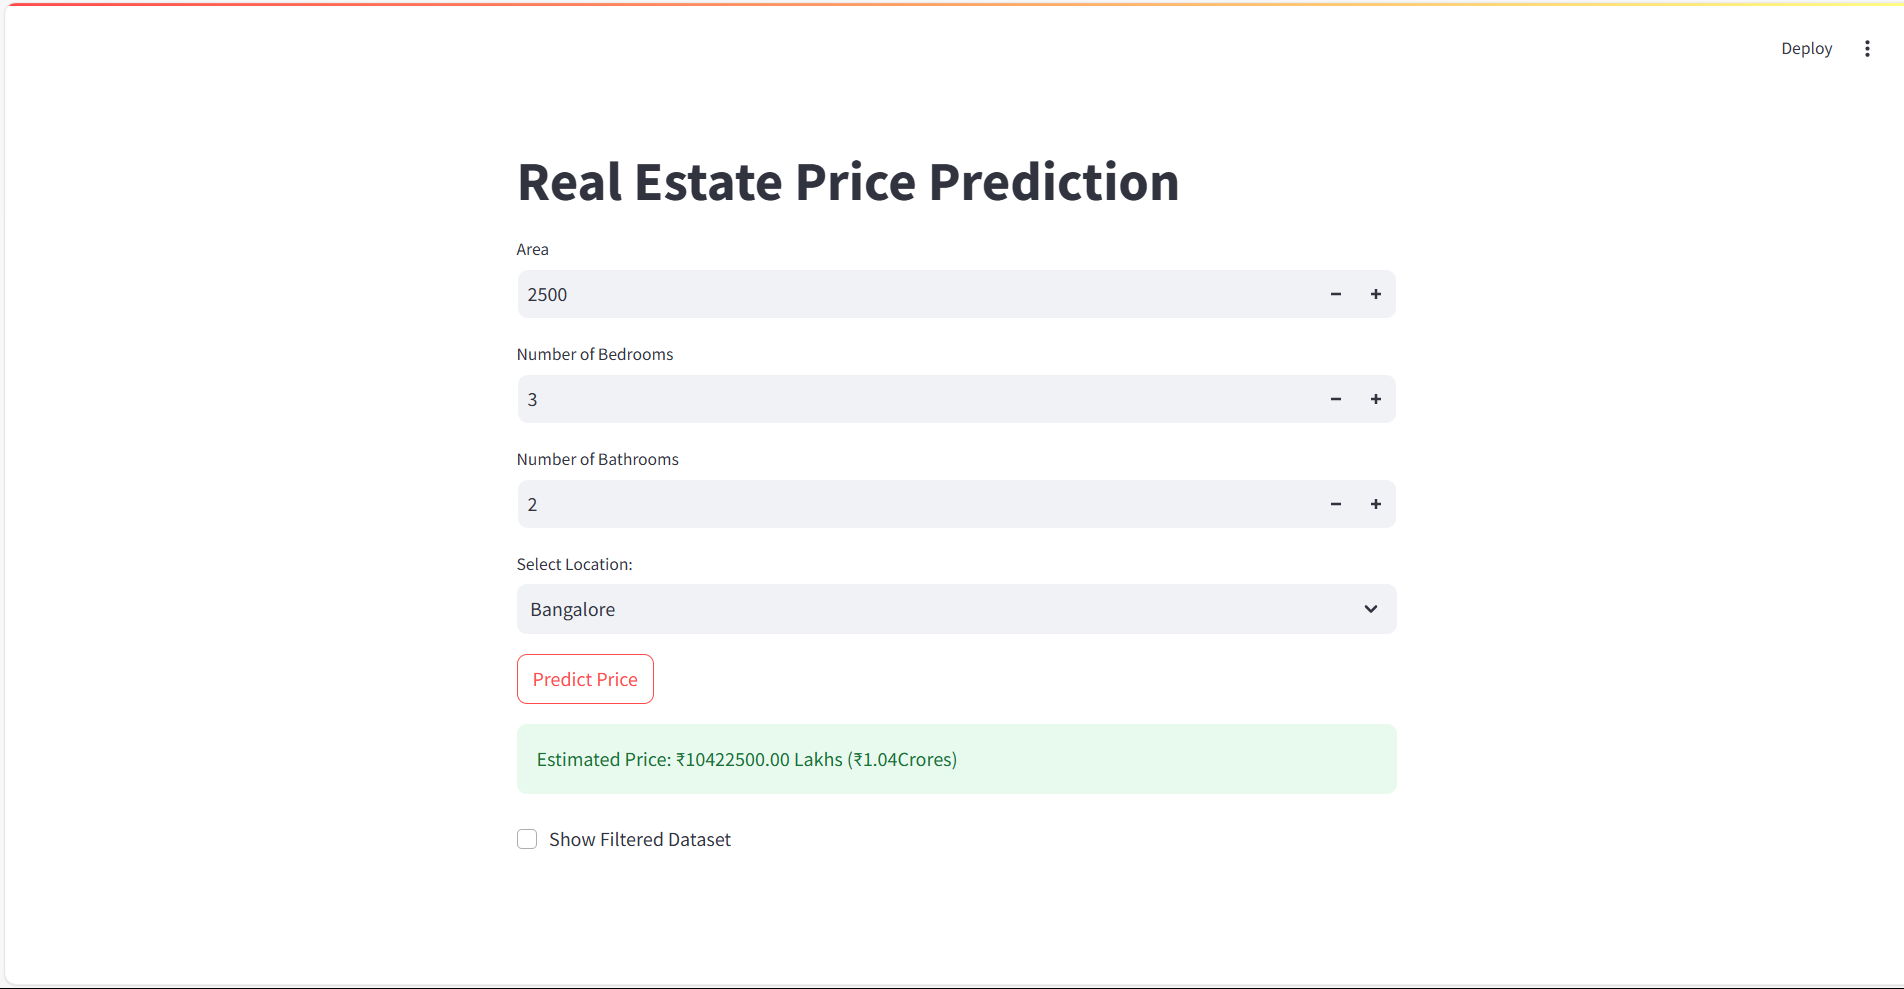 Deploy
Real Estate Price Prediction
Area
2500
Number of Bedrooms
3
Number of Bathrooms
2
Select Location:
Bangalore
Predict Price
Estimated Price: ₹10422500.00 Lakhs (₹1.04Crores)
Show Filtered Dataset